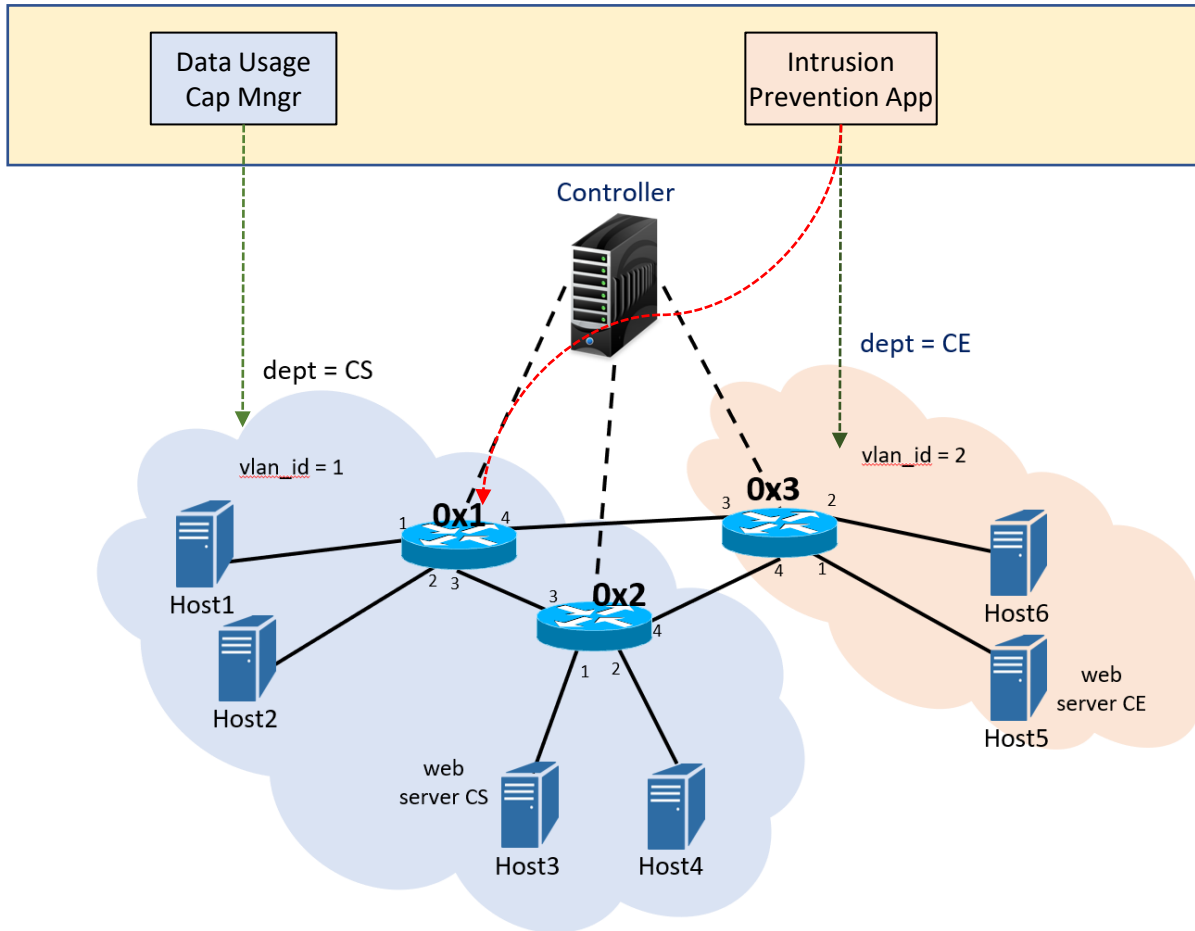 Data Usage
Cap Mngr
Intrusion
Prevention App
Controller
dept = CS
dept = CE
vlan_id = 1
vlan_id = 2
0x1
0x3
1
4
3
2
2
3
4
1
3
0x2
4
1
2
Host1
Host2
Host6
web
server CE
Host5
web
server CS
Host3
Host4